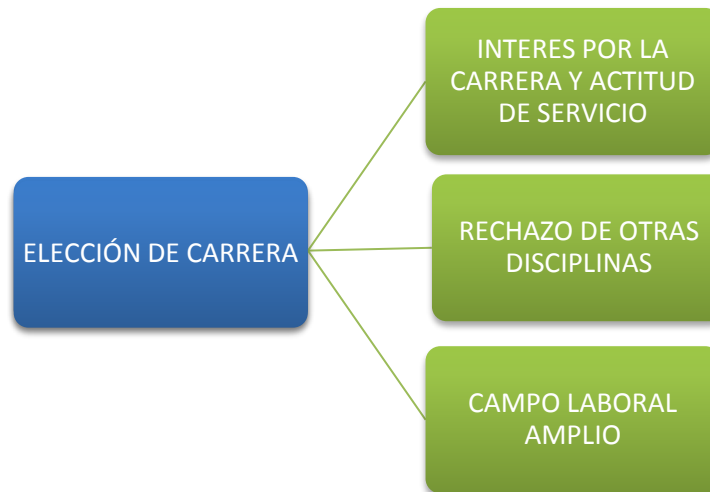 INTERES POR LA
CARRERA Y ACTITUD
DE SERVICIO
ELECCIÓN DE CARRERA
RECHAZO DE OTRAS
DISCIPLINAS
CAMPO LABORAL
AMPLIO